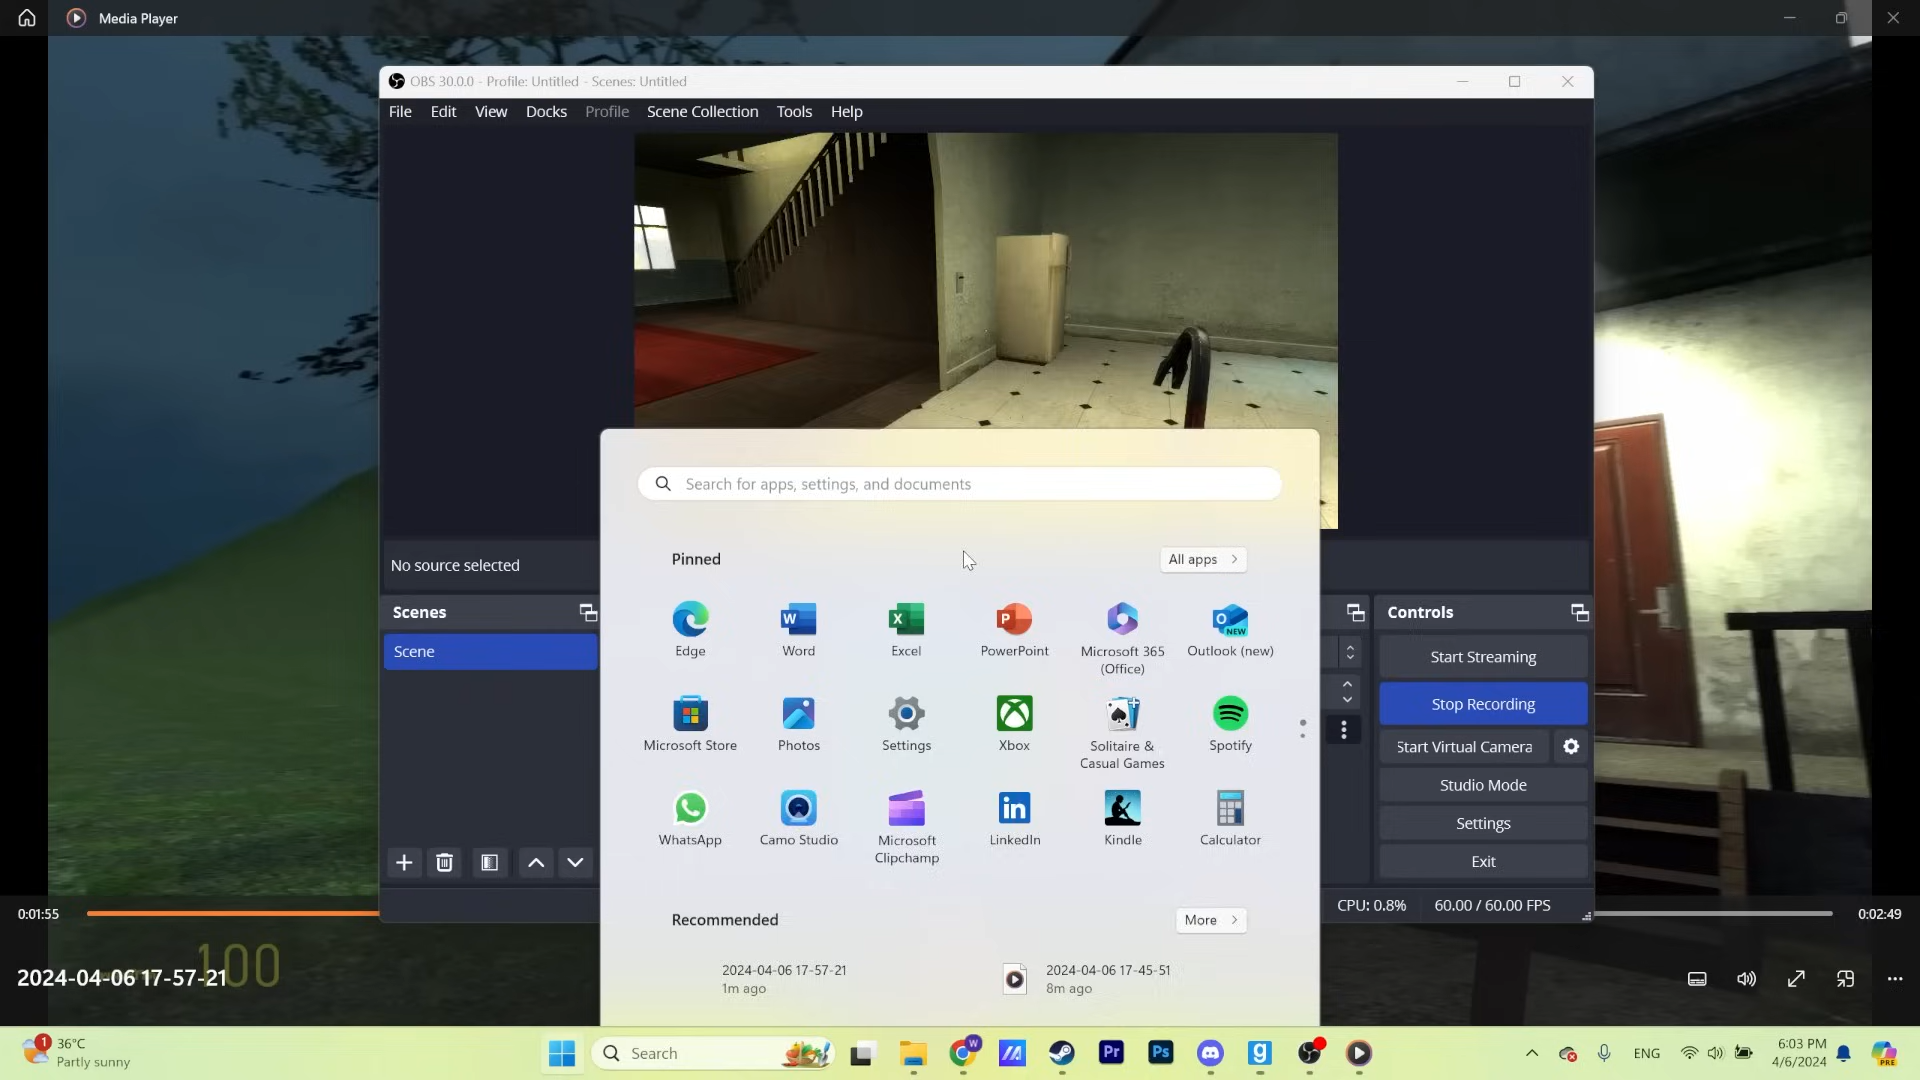 Media Player
OBS 30.0.0 - Profile: Untitled - Scenes: Untitled
File Edit View Docks Profile Scene Collection Tools Help
Search for apps, settings, and documents
Pinned
All apps
No source selected
Scenes
Scene
Edge
Word
Excel
PowerPoint
Microsoft 365
(Office)
Outlook (new)
NEW
Microsoft Store
Photos
Settings
Xbox
Solitaire &
Casual Games
Spotify
WhatsApp
Camo Studio
Microsoft
Clipchamp
LinkedIn
Kindle
Calculator
Recommended
More
2024-04-06 17-57-21
1m ago
2024-04-06 17-45-51
8m ago
Controls
Start Streaming
Stop Recording
Start Virtual Camera
Studio Mode
Settings
Exit
CPU: 0.8%
60.00 / 60.00 FPS
0:01:55
0:02:49
100
2024-04-06 17-57-21
1
36°C
Partly sunny
Search
W
Pr
Ps
ENG
6:03 PM
4/6/2024
PRE